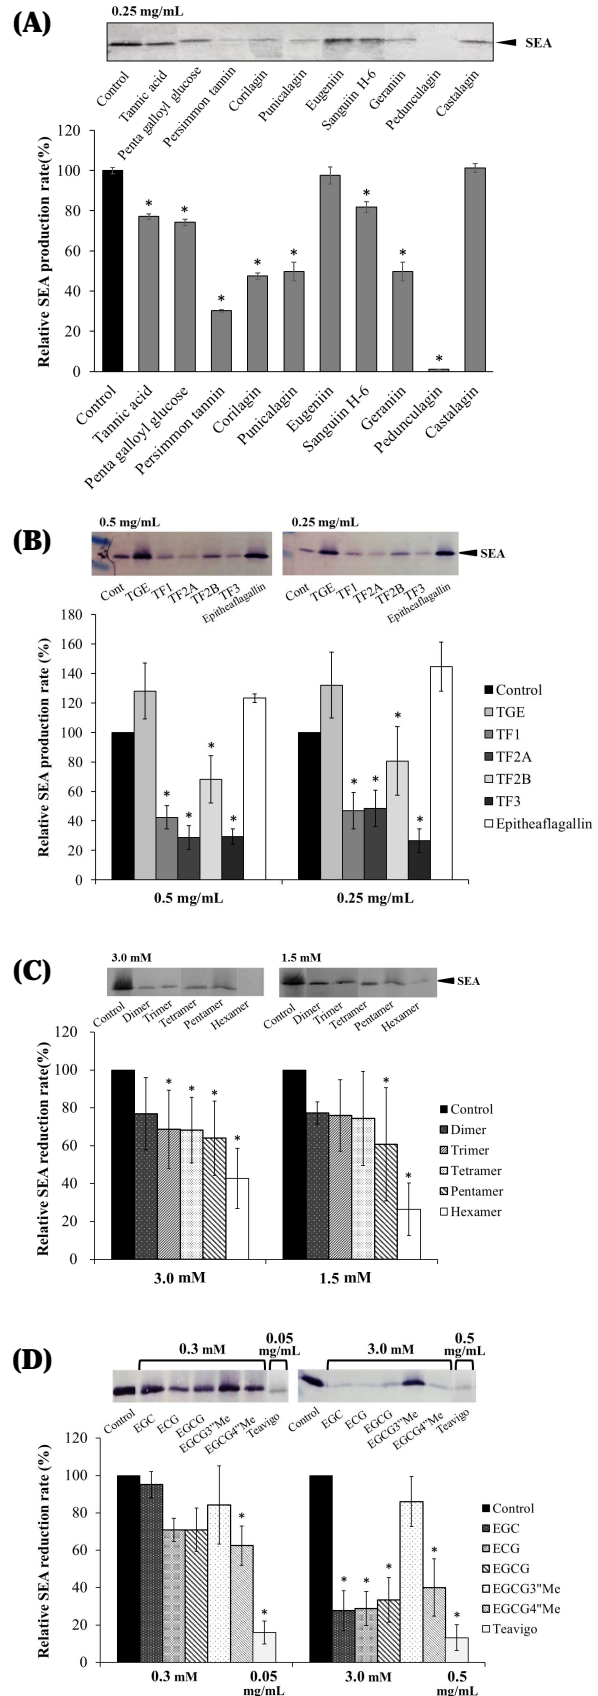 (A)
0.25 mg/mL
SEA
Control
Tannic acid
Penta galloyl glucose
Persimmon tannin
Corilagin
Punicalagin
Eugeniin
Sanguiin H-6
Geraniin
Pedunculagin
Castalagin
Relative SEA production rate(%)
120
100
80
60
40
20
0
* * * * * * * *
Control
Tannic acid
Penta galloyl glucose
Persimmon tannin
Corilagin
Punicalagin
Eugeniin
Sanguiin H-6
Geraniin
Pedunculagin
Castalagin
(B)
0.5 mg/mL 0.25 mg/mL
SEA
Cont TGE TF1 TF2A TF2B TF3 Epitheaflagallin
Cont TGE TF1 TF2A TF2B TF3 Epitheaflagallin
Relative SEA production rate (%)
180
160
140
120
100
80
60
40
20
0
* * * * * * * *
0.5 mg/mL 0.25 mg/mL
Control
TGE
TF1
TF2A
TF2B
TF3
Epitheaflagallin
(C)
3.0 mM 1.5 mM
SEA
Control Dimer Trimer Tetramer Pentamer Hexamer
Control Dimer Trimer Tetramer Pentamer Hexamer
Relative SEA reduction rate(%)
120
100
80
60
40
20
0
* * * * * *
3.0 mM 1.5 mM
Control
Dimer
Trimer
Tetramer
Pentamer
Hexamer
(D)
0.3 mM 0.05 mg/mL 3.0 mM 0.5 mg/mL
Control EGC ECG EGCG EGCG3"Me EGCG4"Me Teavigo
Control EGC ECG EGCG EGCG3"Me EGCG4"Me Teavigo
Relative SEA reduction rate (%)
120
100
80
60
40
20
0
* * * * * * *
0.3 mM 0.05 mg/mL 3.0 mM 0.5 mg/mL
Control
EGC
ECG
EGCG
EGCG3"Me
EGCG4"Me
Teavigo